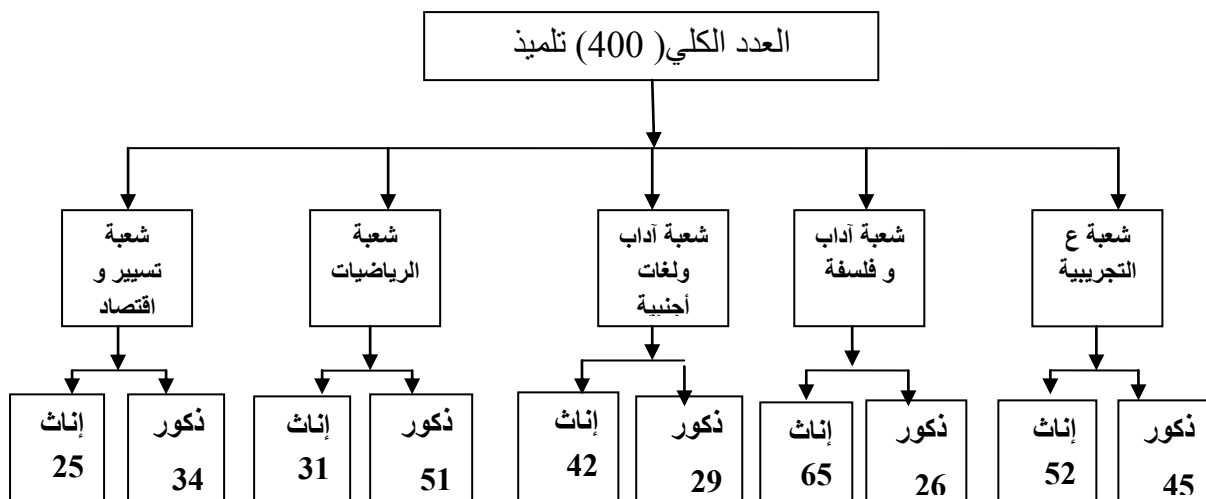 العدد الكلي( 400) تلميذ
شعبة ع
التجريبية
شعبة آداب
و فلسفة
شعبة آداب
ولغات
أجنبية
شعبة
الرياضيات
شعبة
تسيير و
اقتصاد
ذكور
45
إناث
52
ذكور
26
إناث
65
ذكور
29
إناث
42
ذكور
51
إناث
31
ذكور
34
إناث
25